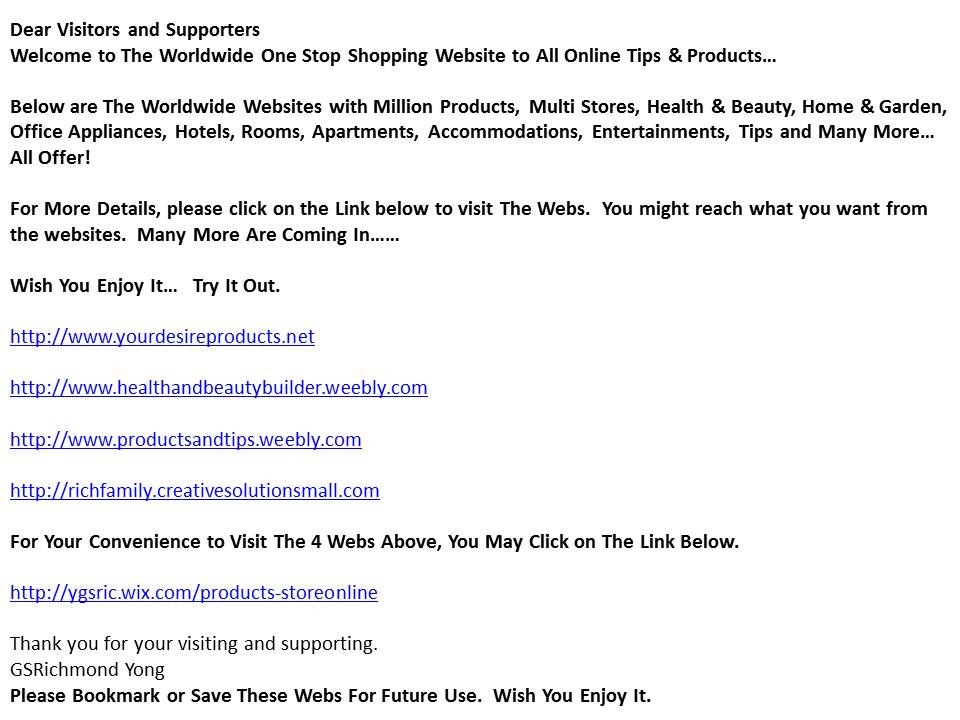 Dear Visitors and Supporters
Welcome to The Worldwide One Stop Shopping Website to All Online Tips & Products…
Below are The Worldwide Websites with Million Products, Multi Stores, Health & Beauty, Home & Garden,
Office Appliances, Hotels, Rooms, Apartments, Accommodations, Entertainments, Tips and Many More…
All Offer!
For More Details, please click on the Link below to visit The Webs. You might reach what you want from
the websites. Many More Are Coming In……
Wish You Enjoy It… Try It Out.
http://www.yourdesireproducts.net
http://www.healthandbeautybuilder.weebly.com
http://www.productsandtips.weebly.com
http://richfamily.creativesolutionsmall.com
For Your Convenience to Visit The 4 Webs Above, You May Click on The Link Below.
http://ygsric.wix.com/products-storeonline
Thank you for your visiting and supporting.
GSRichmond Yong
Please Bookmark or Save These Webs For Future Use. Wish You Enjoy It.